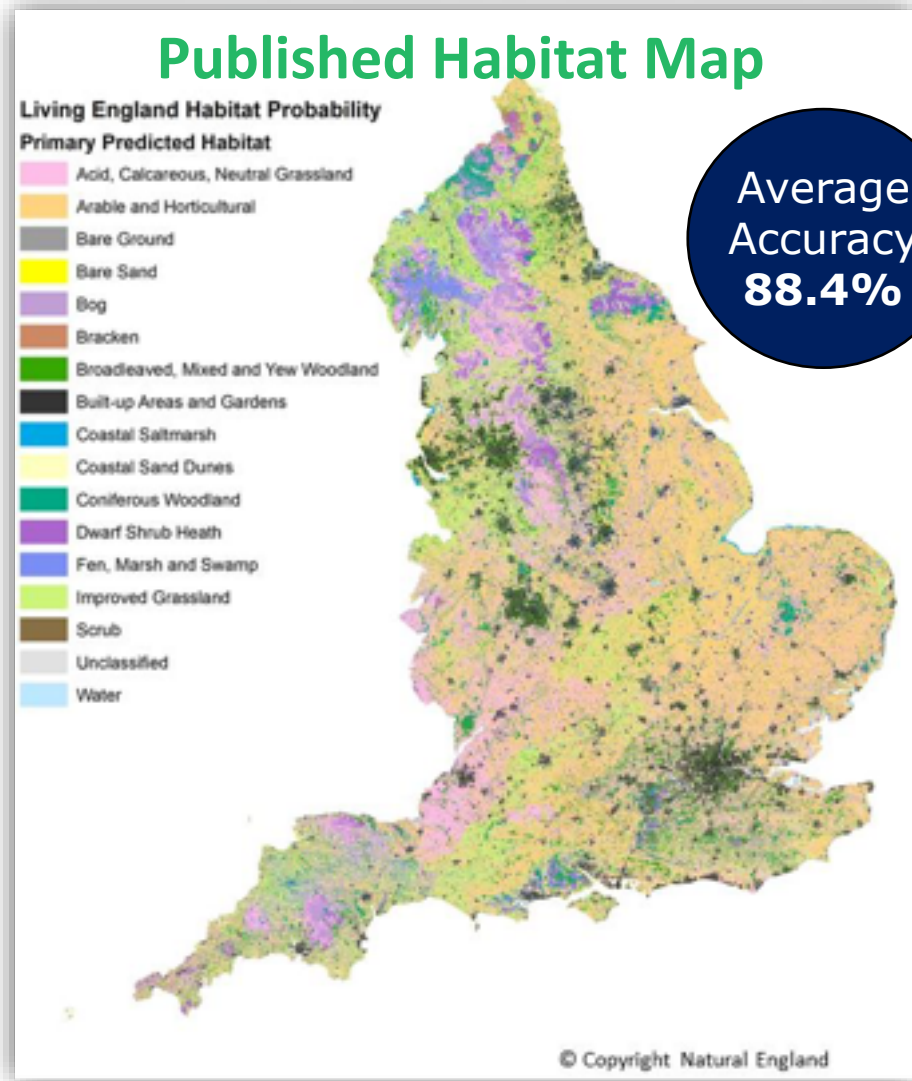 Published Habitat Map
Living England Habitat Probability
Primary Predicted Habitat
Acid, Calcareous, Neutral Grassland
Arable and Horticultural
Bare Ground
Bare Sand
Bog
Bracken
Broadleaved, Mixed and Yew Woodland
Built-up Areas and Gardens
Coastal Saltmarsh
Coastal Sand Dunes
Coniferous Woodland
Dwarf Shrub Heath
Fen, Marsh and Swamp
Improved Grassland
Scrub
Unclassified
Water
Average
Accuracy
88.4%
© Copyright Natural England